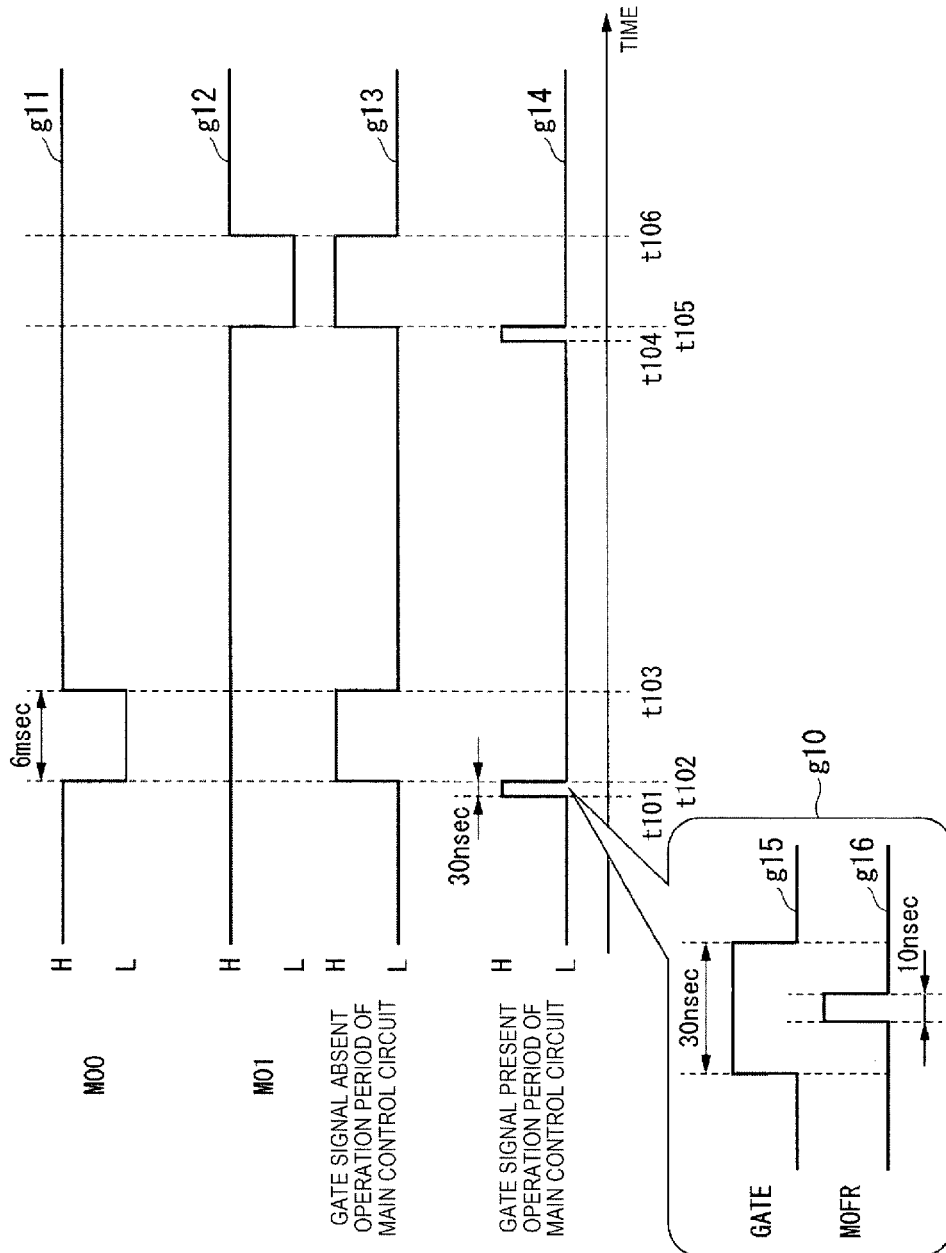 M00
H
L
6msec
g11
M01
H
L
g12
GATE SIGNAL ABSENT
OPERATION PERIOD OF
MAIN CONTROL CIRCUIT
H
L
g13
GATE SIGNAL PRESENT
OPERATION PERIOD OF
MAIN CONTROL CIRCUIT
H
L
30nsec
g14
TIME
t101
t102
t103
t104
t105
t106
g10
GATE
30nsec
g15
MOFR
g16
10nsec